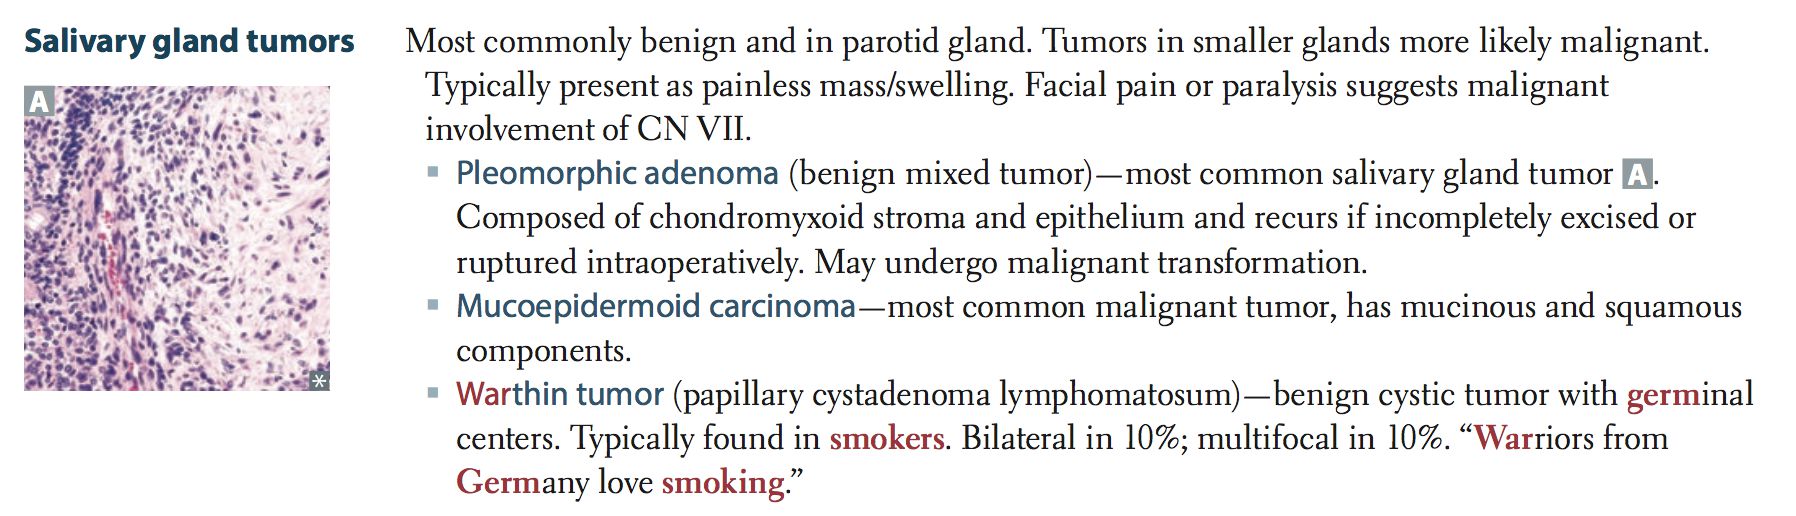 Salivary gland tumors
A
*
Most commonly benign and in parotid gland. Tumors in smaller glands more likely malignant.
Typically present as painless mass/swelling. Facial pain or paralysis suggests malignant
involvement of CN VII.
▪ Pleomorphic adenoma (benign mixed tumor)—most common salivary gland tumor A.
Composed of chondromyxoid stroma and epithelium and recurs if incompletely excised or
ruptured intraoperatively. May undergo malignant transformation.
▪ Mucoepidermoid carcinoma—most common malignant tumor, has mucinous and squamous
components.
▪ Warthin tumor (papillary cystadenoma lymphomatosum)—benign cystic tumor with germinal
centers. Typically found in smokers. Bilateral in 10%; multifocal in 10%. “Warriors from
Germany love smoking.”